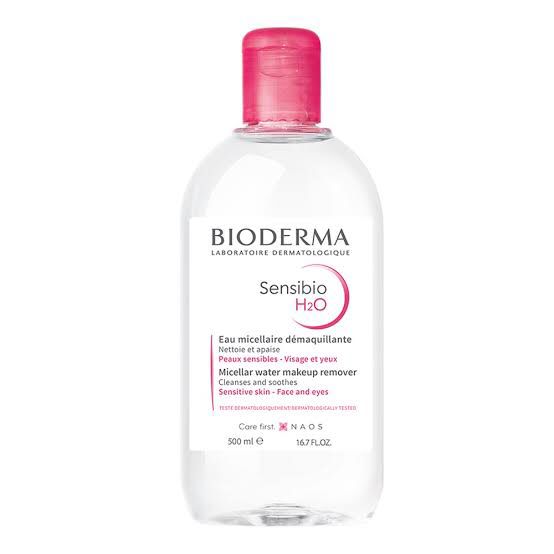 BIODERMA
LABORATOIRE DERMATOLOGIQUE
Sensibio
H2O
Eau micellaire démaquillante
Nettoie et apaise
Peaux sensibles - Visage et yeux
Micellar water makeup remover
Cleanses and soothes
Sensitive skin - Face and eyes
TESTÉ DERMATOLOGIQUEMENT/DERMATOLOGICALLY TESTED
Care first. NAOS
500 ml ℮ 16.7 FL.OZ.